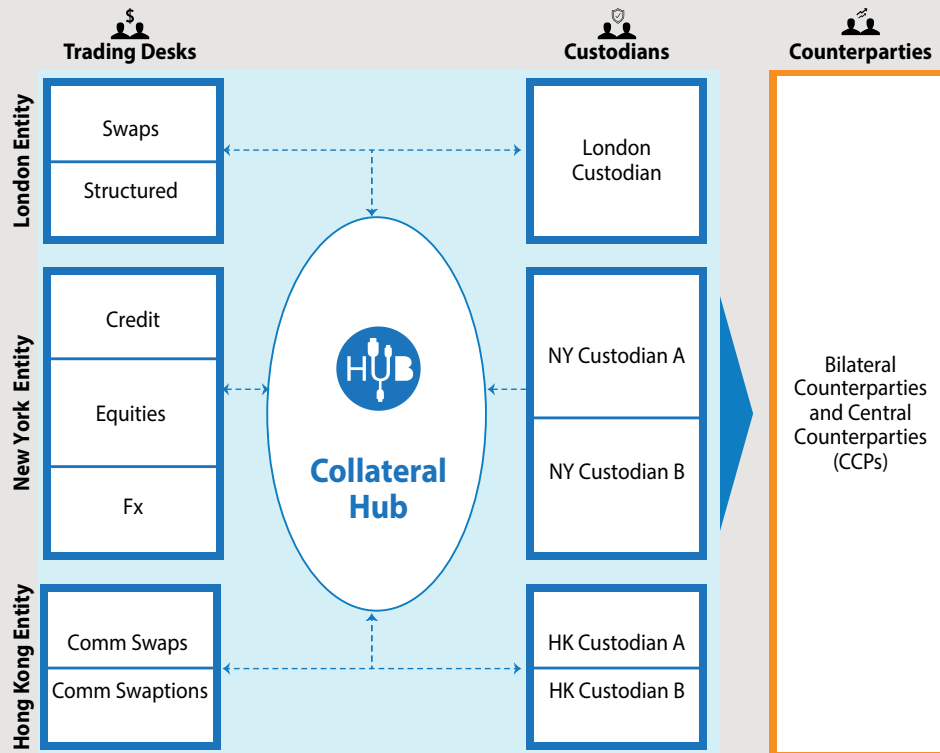 $
Trading Desks
Custodians
Counterparties
London Entity
Swaps
Structured
London
Custodian
New York Entity
Credit
Equities
Fx
HUB
Collateral
Hub
NY Custodian A
NY Custodian B
Bilateral
Counterparties
and Central
Counterparties
(CCPs)
Hong Kong Entity
Comm Swaps
Comm Swaptions
HK Custodian A
HK Custodian B